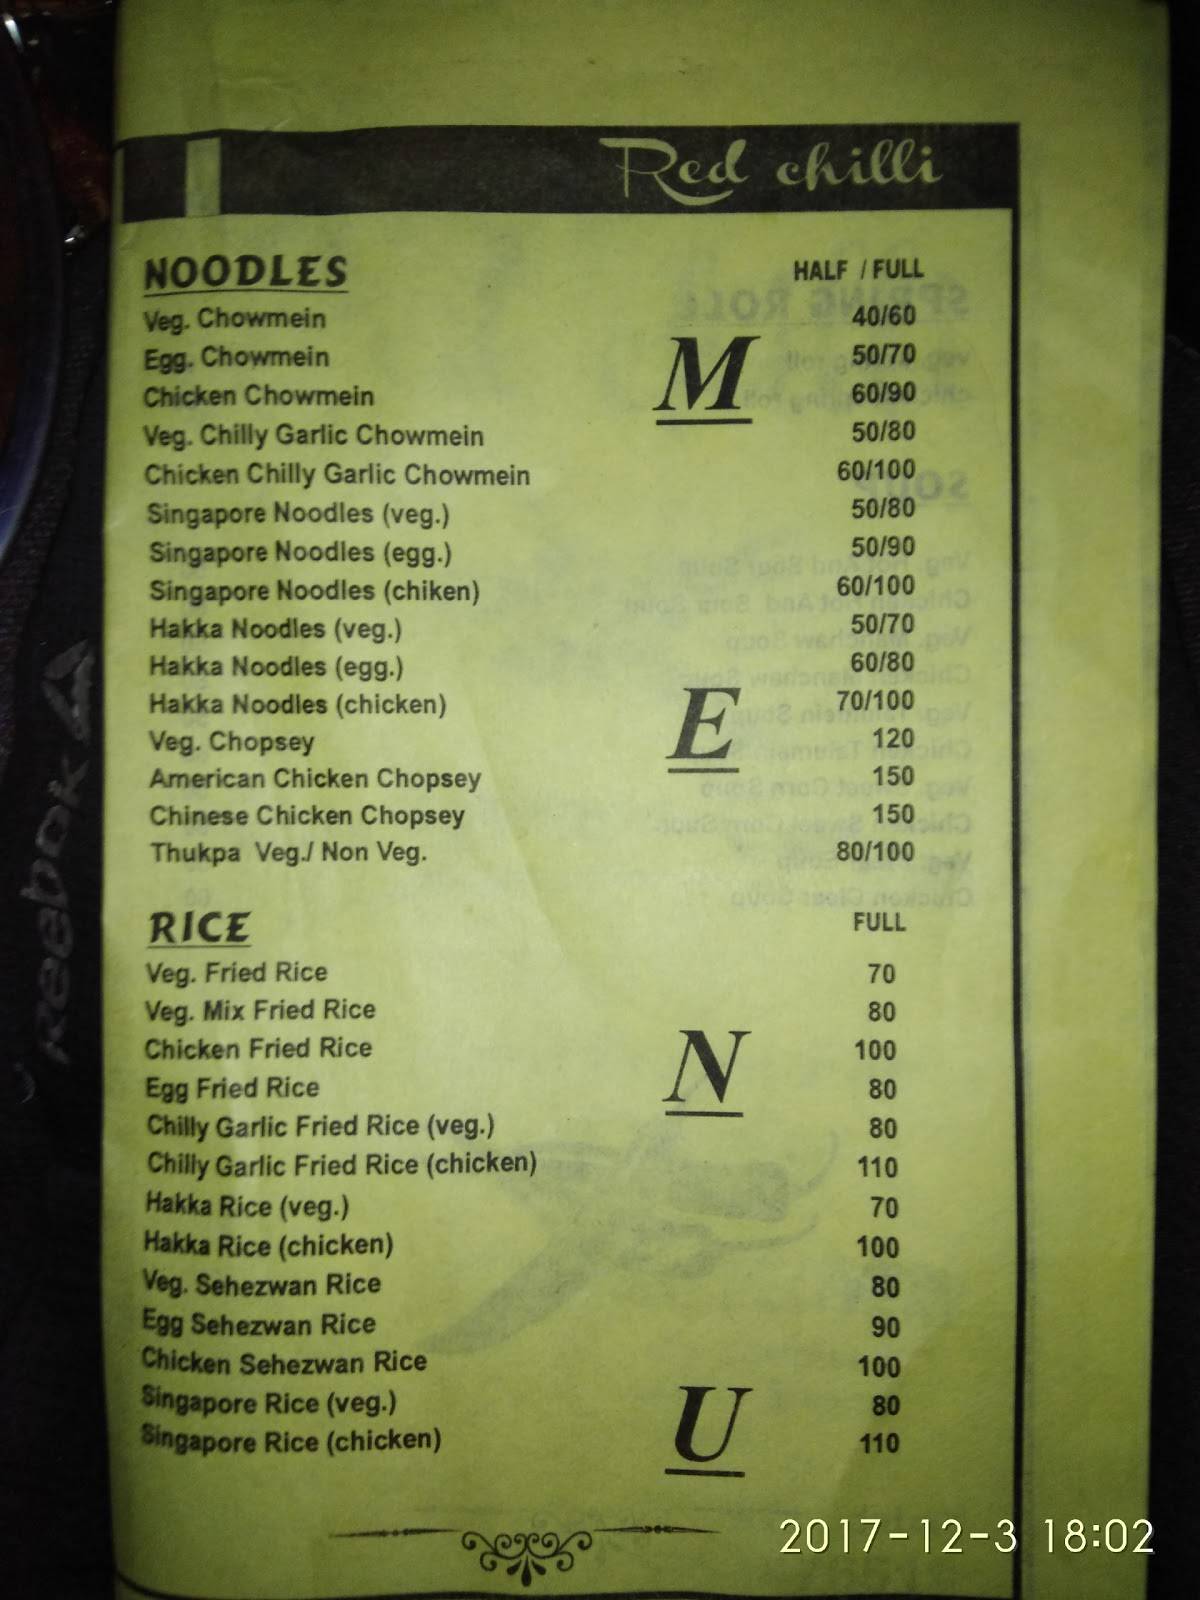 Red chilli
NOODLES HALF / FULL
Veg. Chowmein 40/60
Egg. Chowmein 50/70
Chicken Chowmein 60/90
M
Veg. Chilly Garlic Chowmein 50/80
Chicken Chilly Garlic Chowmein 60/100
Singapore Noodles (veg.) 50/80
Singapore Noodles (egg.) 50/90
Singapore Noodles (chiken) 60/100
Hakka Noodles (veg.) 50/70
Hakka Noodles (egg.) 60/80
Hakka Noodles (chicken) 70/100
E
Veg. Chopsey 120
American Chicken Chopsey 150
Chinese Chicken Chopsey 150
Thukpa Veg./ Non Veg. 80/100
RICE FULL
Veg. Fried Rice 70
Veg. Mix Fried Rice 80
Chicken Fried Rice 100
N
Egg Fried Rice 80
Chilly Garlic Fried Rice (veg.) 80
Chilly Garlic Fried Rice (chicken) 110
Hakka Rice (veg.) 70
Hakka Rice (chicken) 100
Veg. Sehezwan Rice 80
Egg Sehezwan Rice 90
Chicken Sehezwan Rice 100
Singapore Rice (veg.) 80
U
Singapore Rice (chicken) 110
Reebok
2017-12-3 18:02